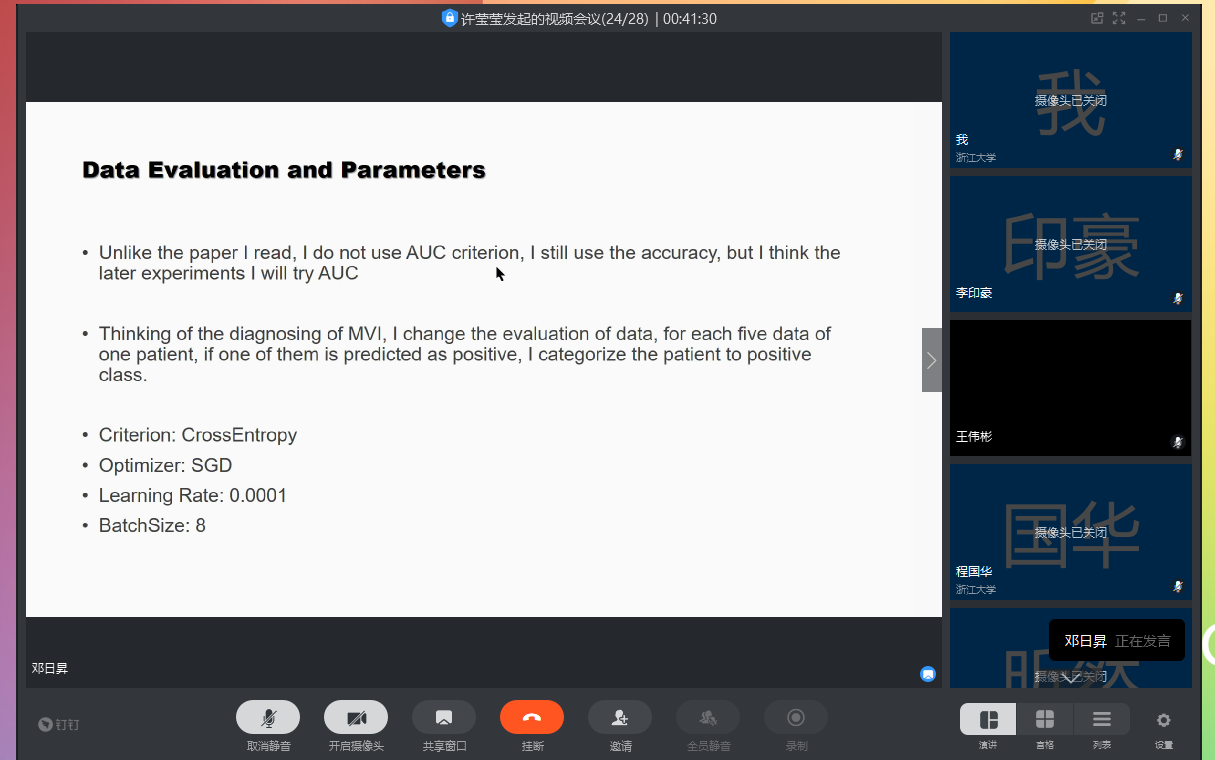 许莹莹发起的视频会议(24/28) | 00:41:30
Data Evaluation and Parameters
• Unlike the paper I read, I do not use AUC criterion, I still use the accuracy, but I think the
later experiments I will try AUC
• Thinking of the diagnosing of MVI, I change the evaluation of data, for each five data of
one patient, if one of them is predicted as positive, I categorize the patient to positive
class.
• Criterion: CrossEntropy
• Optimizer: SGD
• Learning Rate: 0.0001
• BatchSize: 8
邓日昇
我
摄像头已关闭
我
浙江大学
印豪
摄像头已关闭
李印豪
王伟彬
国华
摄像头已关闭
程国华
浙江大学
邓日昇 正在发言
摄像头已关闭
钉钉
取消静音
开启摄像头
共享窗口
挂断
邀请
全员静音
录制
演讲
宫格
列表
设置